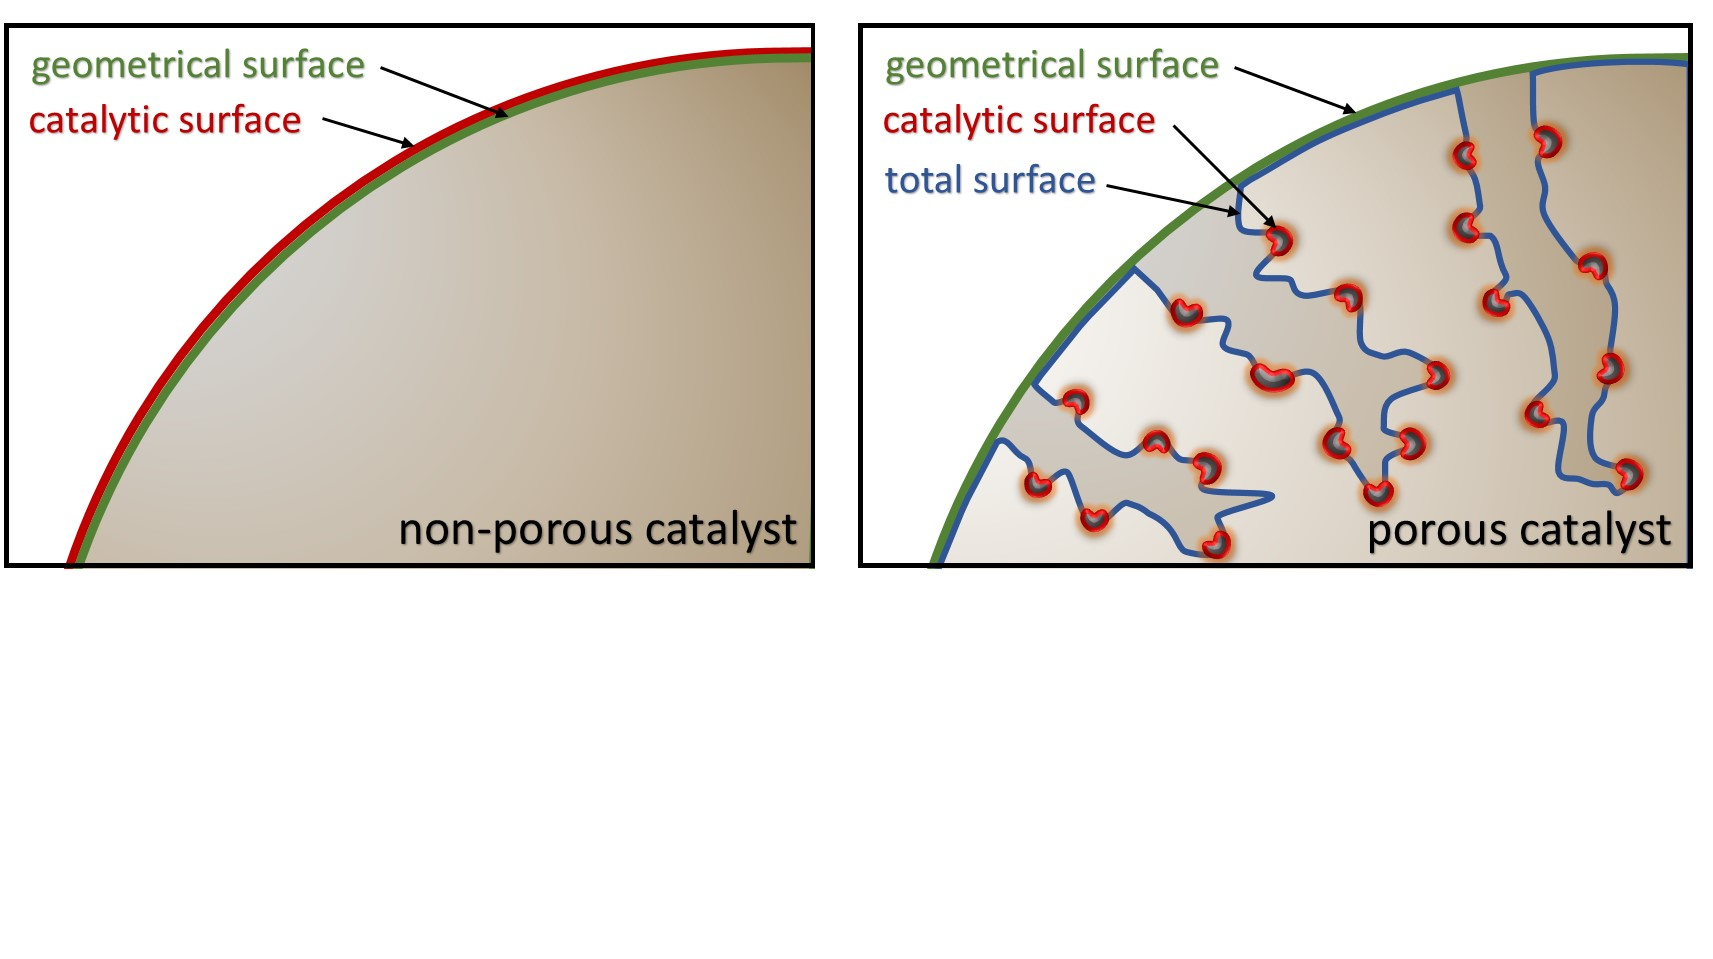 geometrical surface
catalytic surface
non-porous catalyst
geometrical surface
catalytic surface
total surface
porous catalyst